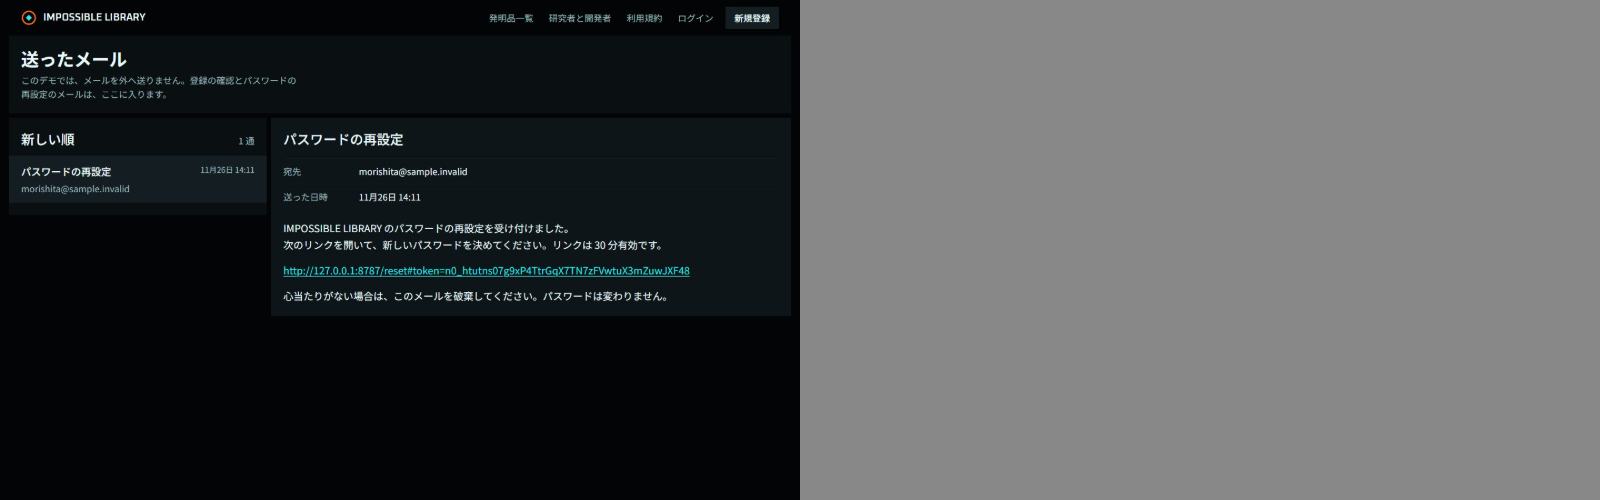 IMPOSSIBLE LIBRARY
発明品一覧
研究者と開発者
利用規約
ログイン
新規登録
送ったメール
このデモでは、メールを外へ送りません。登録の確認とパスワードの
再設定のメールは、ここに入ります。
新しい順
1 通
パスワードの再設定
11月26日 14:11
morishita@sample.invalid
パスワードの再設定
宛先
morishita@sample.invalid
送った日時
11月26日 14:11
IMPOSSIBLE LIBRARY のパスワードの再設定を受け付けました。
次のリンクを開いて、新しいパスワードを決めてください。リンクは 30 分有効です。
http://127.0.0.1:8787/reset#token=n0_htutns07g9xP4TtrGqX7TN7zFVwtuX3mZuwJXF48
心当たりがない場合は、このメールを破棄してください。パスワードは変わりません。